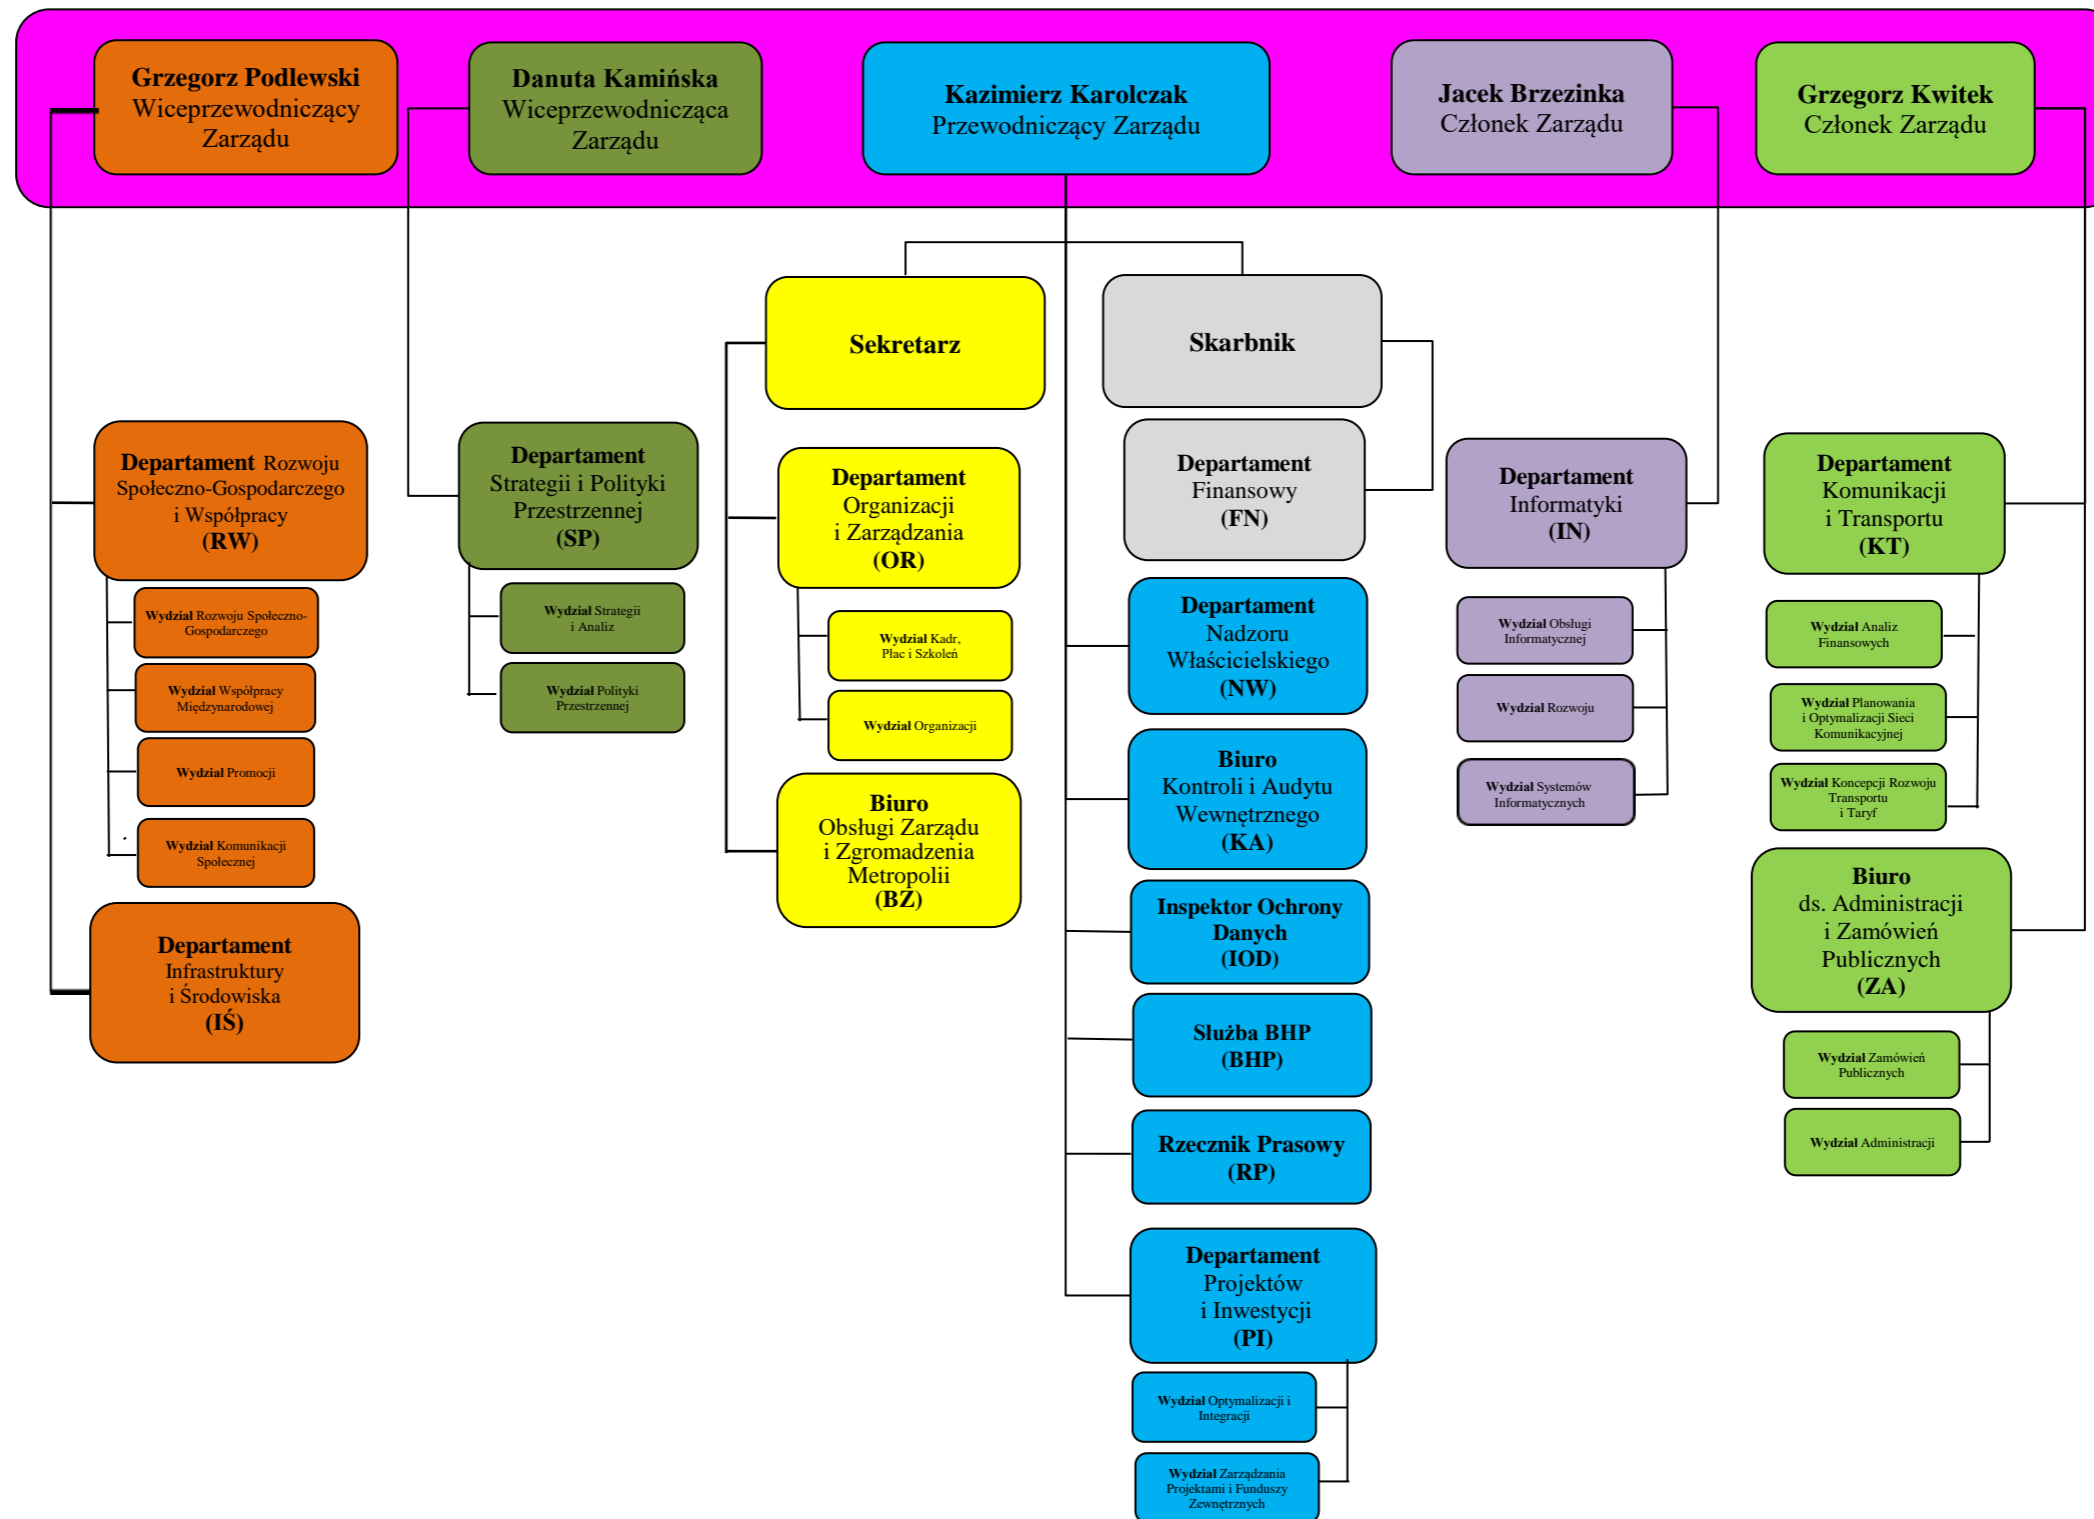 Grzegorz Podlewski
Wiceprzewodniczący
Zarządu
Danuta Kamińska
Wiceprzewodnicząca
Zarządu
Kazimierz Karolczak
Przewodniczący Zarządu
Jacek Brzezinka
Członek Zarządu
Grzegorz Kwitek
Członek Zarządu
Sekretarz
Skarbnik
Departament Rozwoju
Społeczno-Gospodarczego
i Współpracy
(RW)
Wydział Rozwoju Społeczno-
Gospodarczego
Wydział Współpracy
Międzynarodowej
Wydział Promocji
Wydział Komunikacji
Społecznej
Departament
Infrastruktury
i Środowiska
(IŚ)
Departament
Strategii i Polityki
Przestrzennej
(SP)
Wydział Strategii
i Analiz
Wydział Polityki
Przestrzennej
Departament
Organizacji
i Zarządzania
(OR)
Wydział Kadr,
Płac i Szkoleń
Wydział Organizacji
Biuro
Obsługi Zarządu
i Zgromadzenia
Metropolii
(BZ)
Departament
Finansowy
(FN)
Departament
Nadzoru
Właścicielskiego
(NW)
Biuro
Kontroli i Audytu
Wewnętrznego
(KA)
Inspektor Ochrony
Danych
(IOD)
Służba BHP
(BHP)
Rzecznik Prasowy
(RP)
Departament
Projektów
i Inwestycji
(PI)
Wydział Optymalizacji i
Integracji
Wydział Zarządzania
Projektami i Funduszy
Zewnętrznych
Departament
Informatyki
(IN)
Wydział Obsługi
Informatycznej
Wydział Rozwoju
Wydział Systemów
Informatycznych
Departament
Komunikacji
i Transportu
(KT)
Wydział Analiz
Finansowych
Wydział Planowania
i Optymalizacji Sieci
Komunikacyjnej
Wydział Koncepcji Rozwoju
Transportu
i Taryf
Biuro
ds. Administracji
i Zamówień
Publicznych
(ZA)
Wydział Zamówień
Publicznych
Wydział Administracji